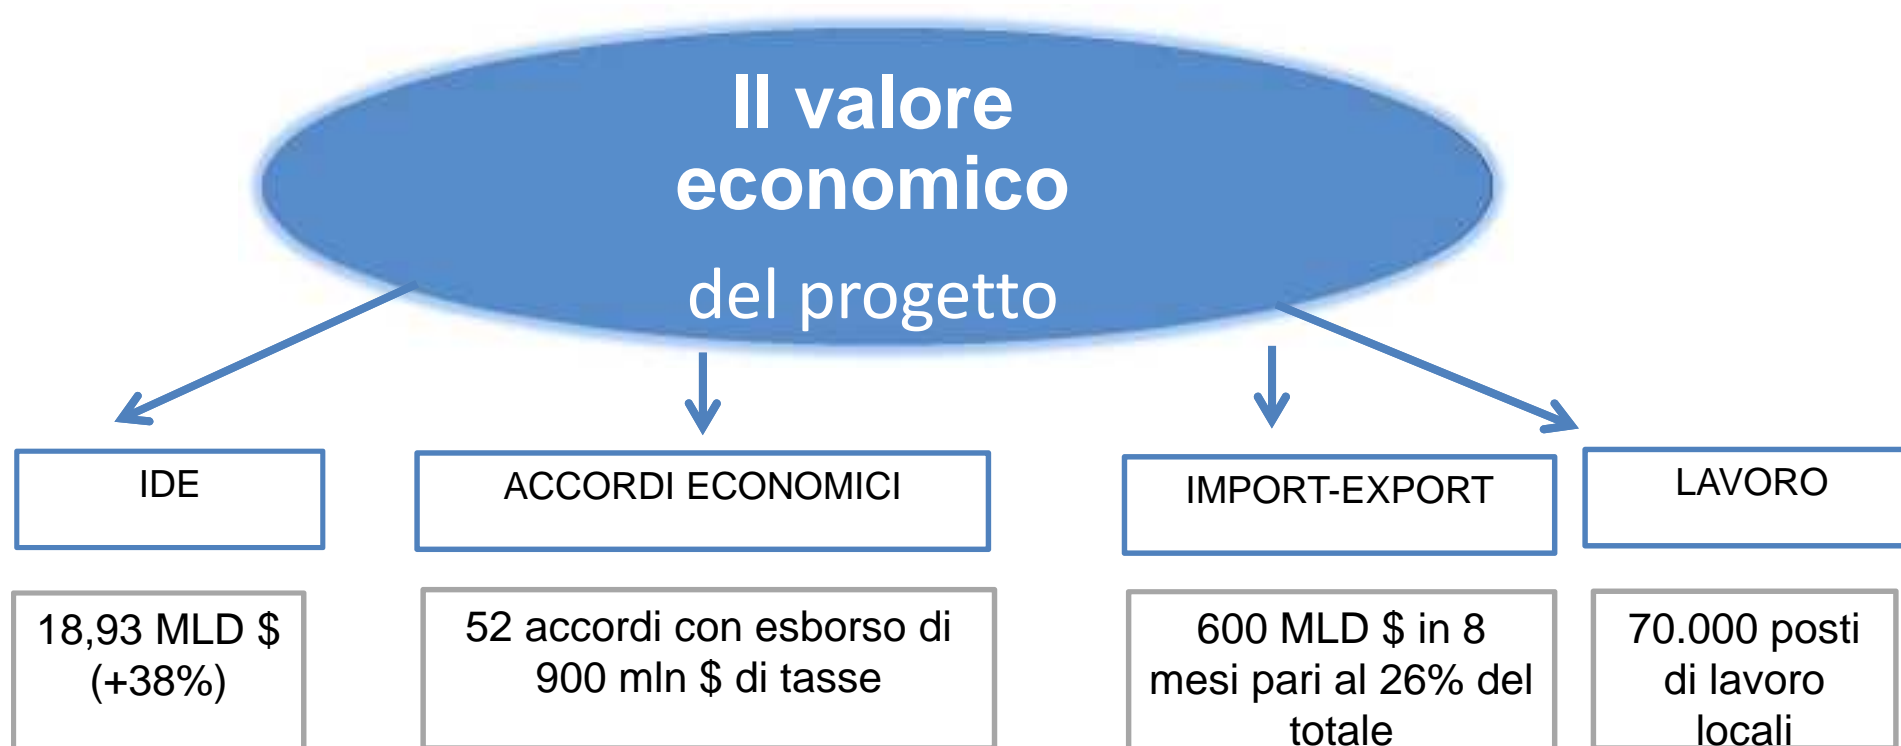 Il valore
economico
del progetto
IDE
ACCORDI ECONOMICI
IMPORT-EXPORT
LAVORO
18,93 MLD $
(+38%)
52 accordi con esborso di
900 mln $ di tasse
600 MLD $ in 8
mesi pari al 26% del
totale
70.000 posti
di lavoro
locali